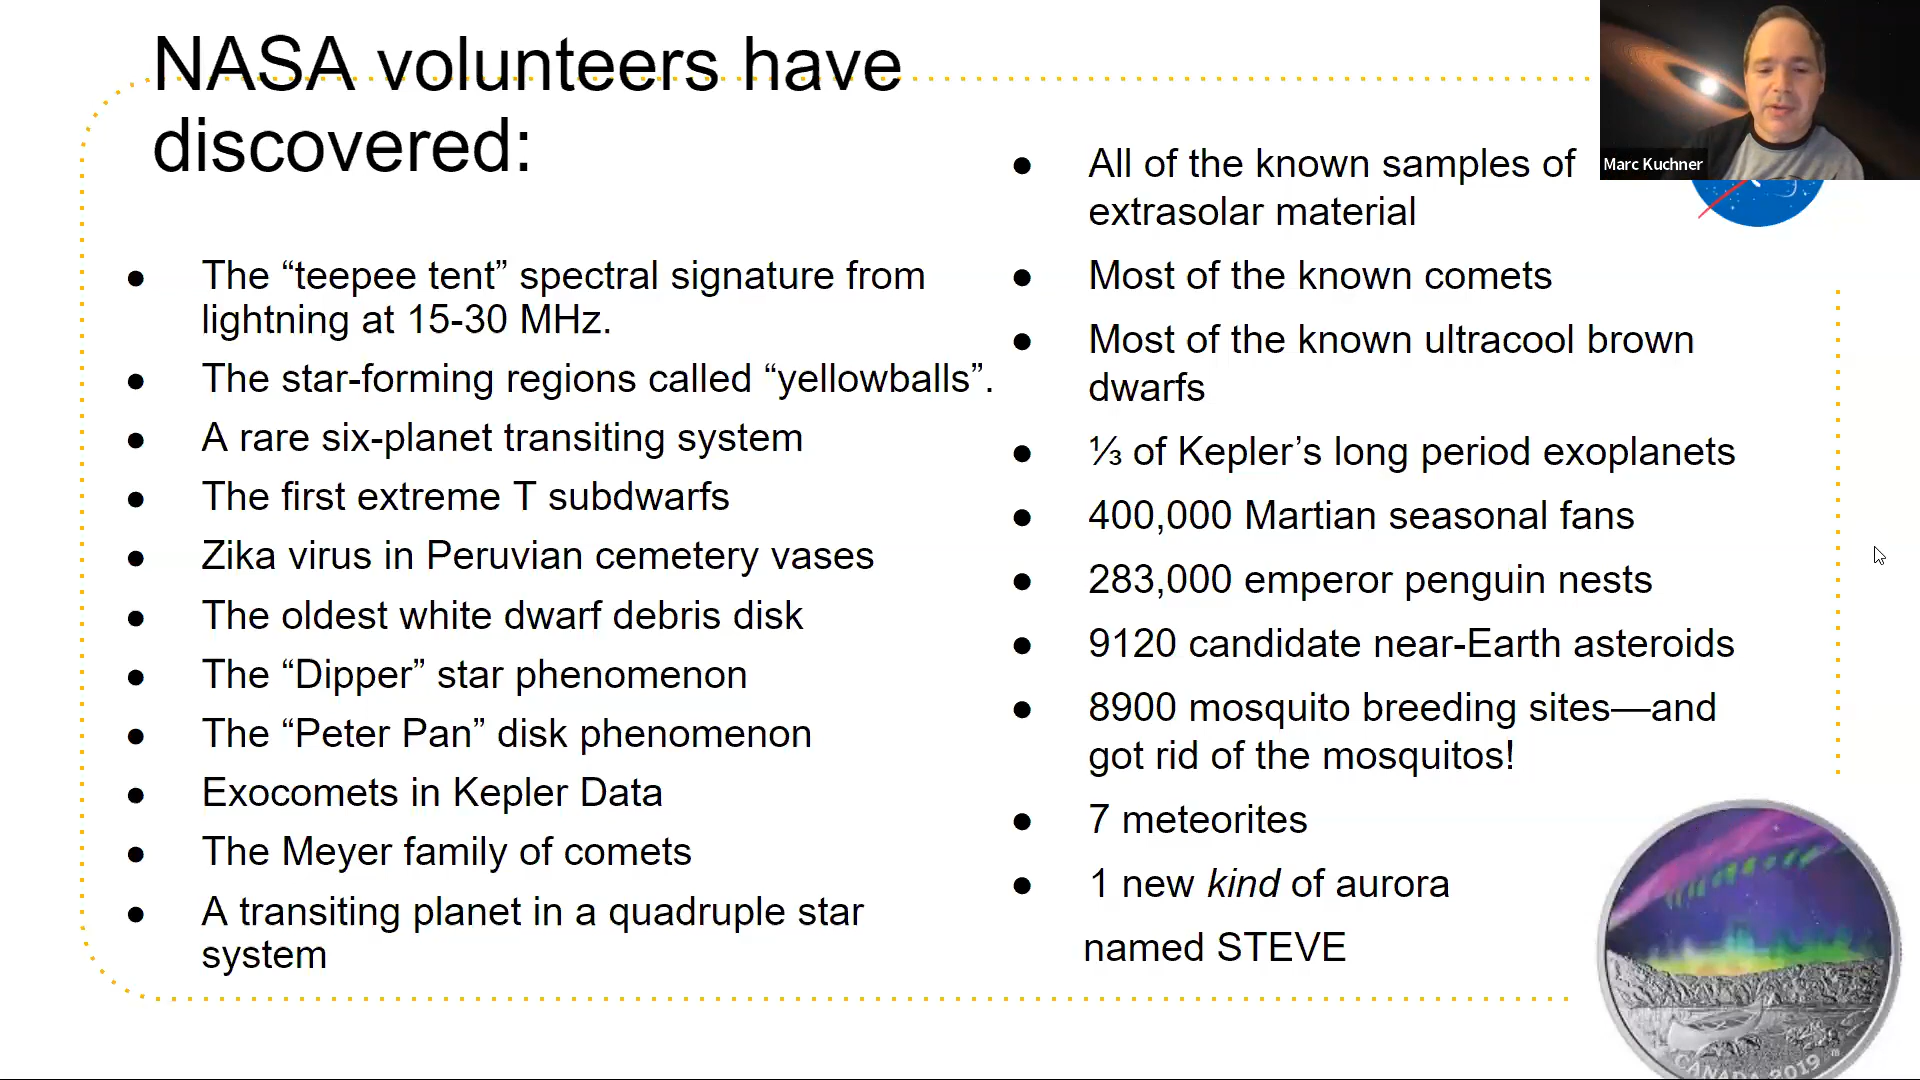 NASA volunteers have
discovered:
● The “teepee tent” spectral signature from
lightning at 15-30 MHz.
● The star-forming regions called “yellowballs”.
● A rare six-planet transiting system
● The first extreme T subdwarfs
● Zika virus in Peruvian cemetery vases
● The oldest white dwarf debris disk
● The “Dipper” star phenomenon
● The “Peter Pan” disk phenomenon
● Exocomets in Kepler Data
● The Meyer family of comets
● A transiting planet in a quadruple star
system
● All of the known samples of
extrasolar material
● Most of the known comets
● Most of the known ultracool brown
dwarfs
● ⅓ of Kepler’s long period exoplanets
● 400,000 Martian seasonal fans
● 283,000 emperor penguin nests
● 9120 candidate near-Earth asteroids
● 8900 mosquito breeding sites—and
got rid of the mosquitos!
● 7 meteorites
● 1 new kind of aurora
named STEVE
Marc Kuchner
CANADA 2019